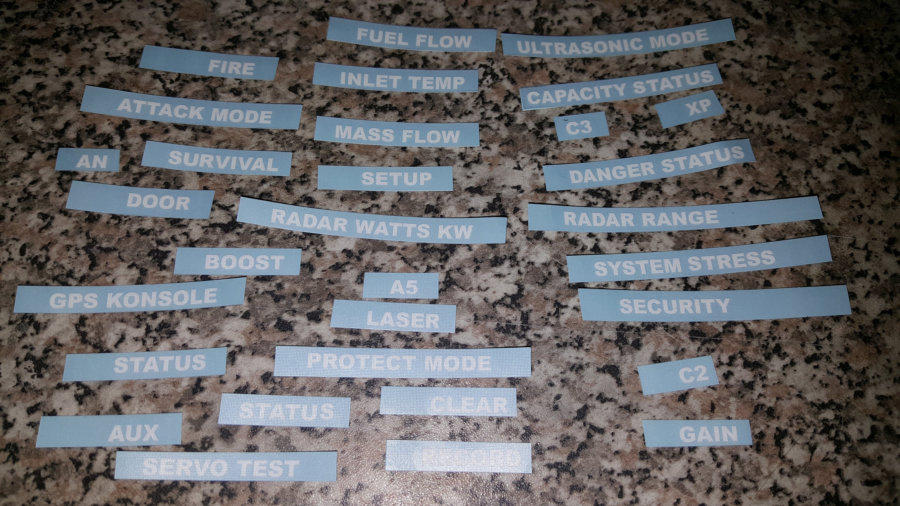 FUEL FLOW
ULTRASONIC MODE
FIRE
INLET TEMP
CAPACITY STATUS
ATTACK MODE
MASS FLOW
C3
XP
AN
SURVIVAL
SETUP
DANGER STATUS
DOOR
RADAR WATTS KW
RADAR RANGE
BOOST
SYSTEM STRESS
GPS KONSOLE
A5
SECURITY
LASER
STATUS
PROTECT MODE
C2
STATUS
CLEAR
AUX
GAIN
SERVO TEST